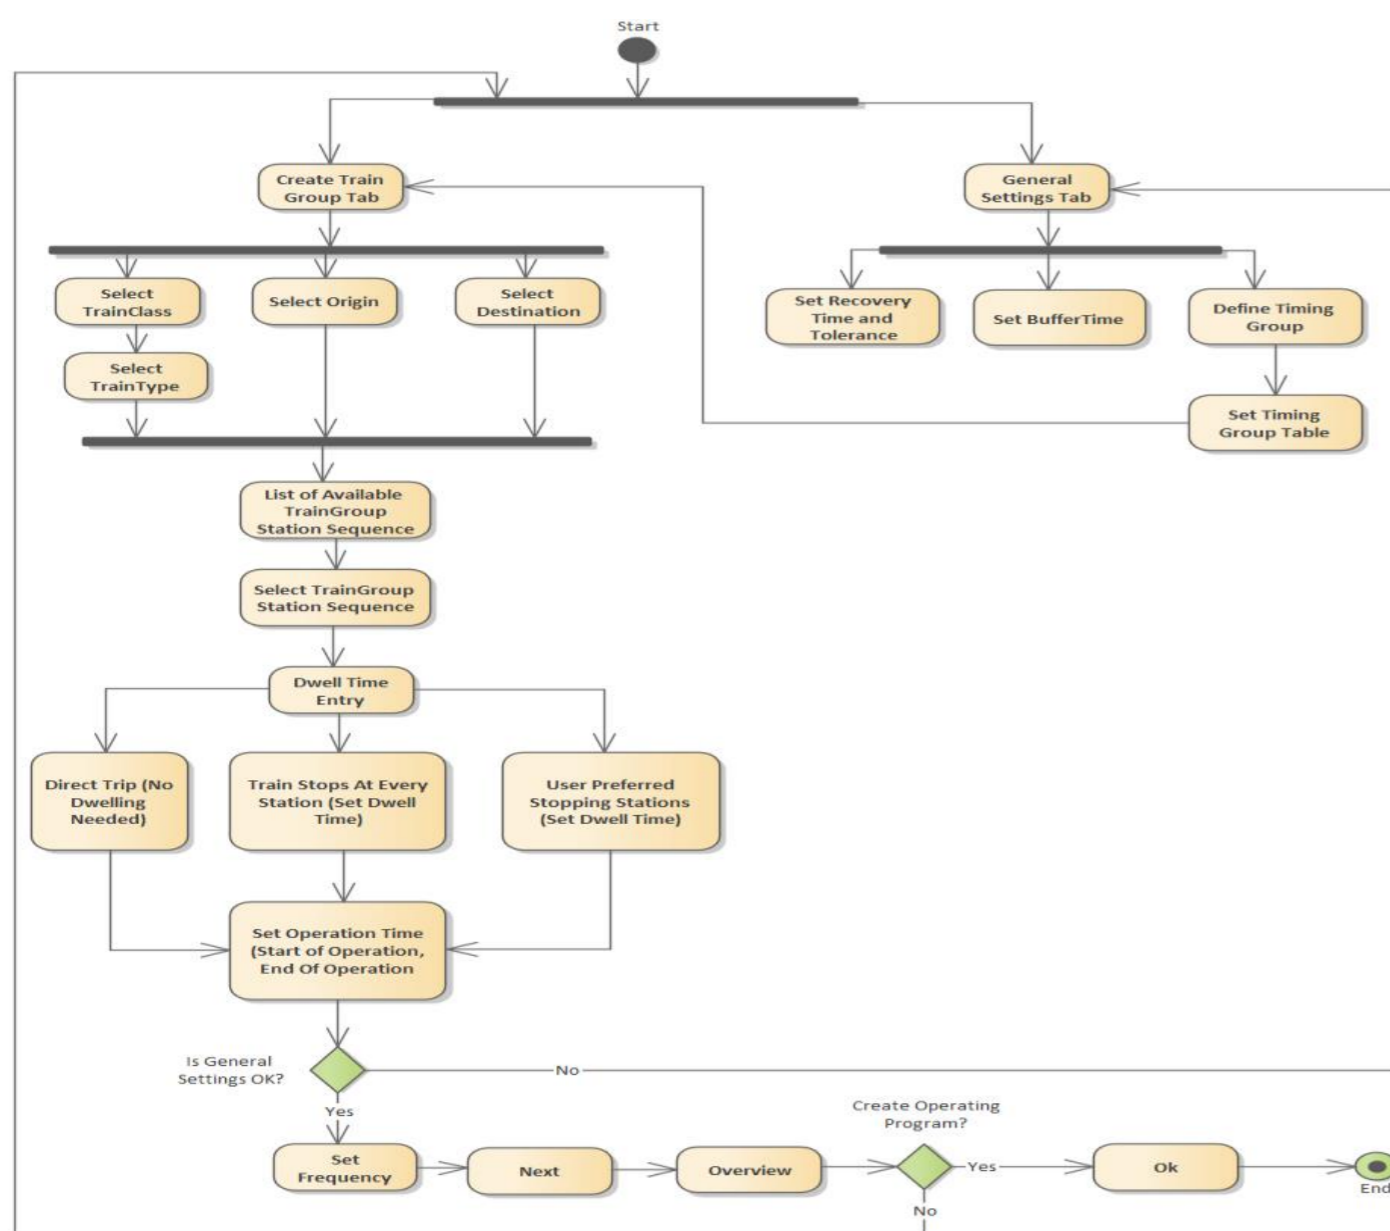 Start
Create Train
Group Tab
General
Settings Tab
Select
TrainClass
Select Origin
Select
Destination
Set Recovery
Time and
Tolerance
Set BufferTime
Define Timing
Group
Select
TrainType
Set Timing
Group Table
List of Available
TrainGroup
Station Sequence
Select TrainGroup
Station Sequence
Dwell Time
Entry
Direct Trip (No
Dwelling
Needed)
Train Stops At Every
Station (Set Dwell
Time)
User Preferred
Stopping Stations
(Set Dwell Time)
Set Operation Time
(Start of Operation,
End Of Operation
Is General
Settings OK?
No
Yes
Create Operating
Program?
Set
Frequency
Next
Overview
Yes
Ok
End
No